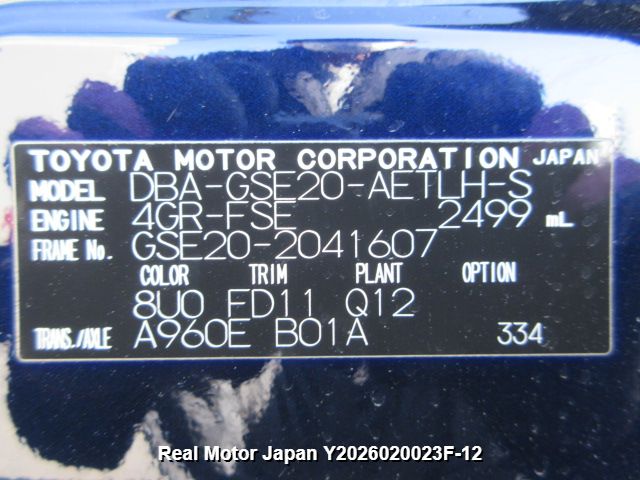 TOYOTA MOTOR CORPORATION JAPAN
MODEL DBA-GSE20-AETLH-S
ENGINE 4GR-FSE 2499 mL
FRAME No. GSE20-2041607
COLOR TRIM PLANT OPTION
8U0 FD11 Q12
TRANS./AXLE A960E B01A 334
Real Motor Japan Y2026020023F-12